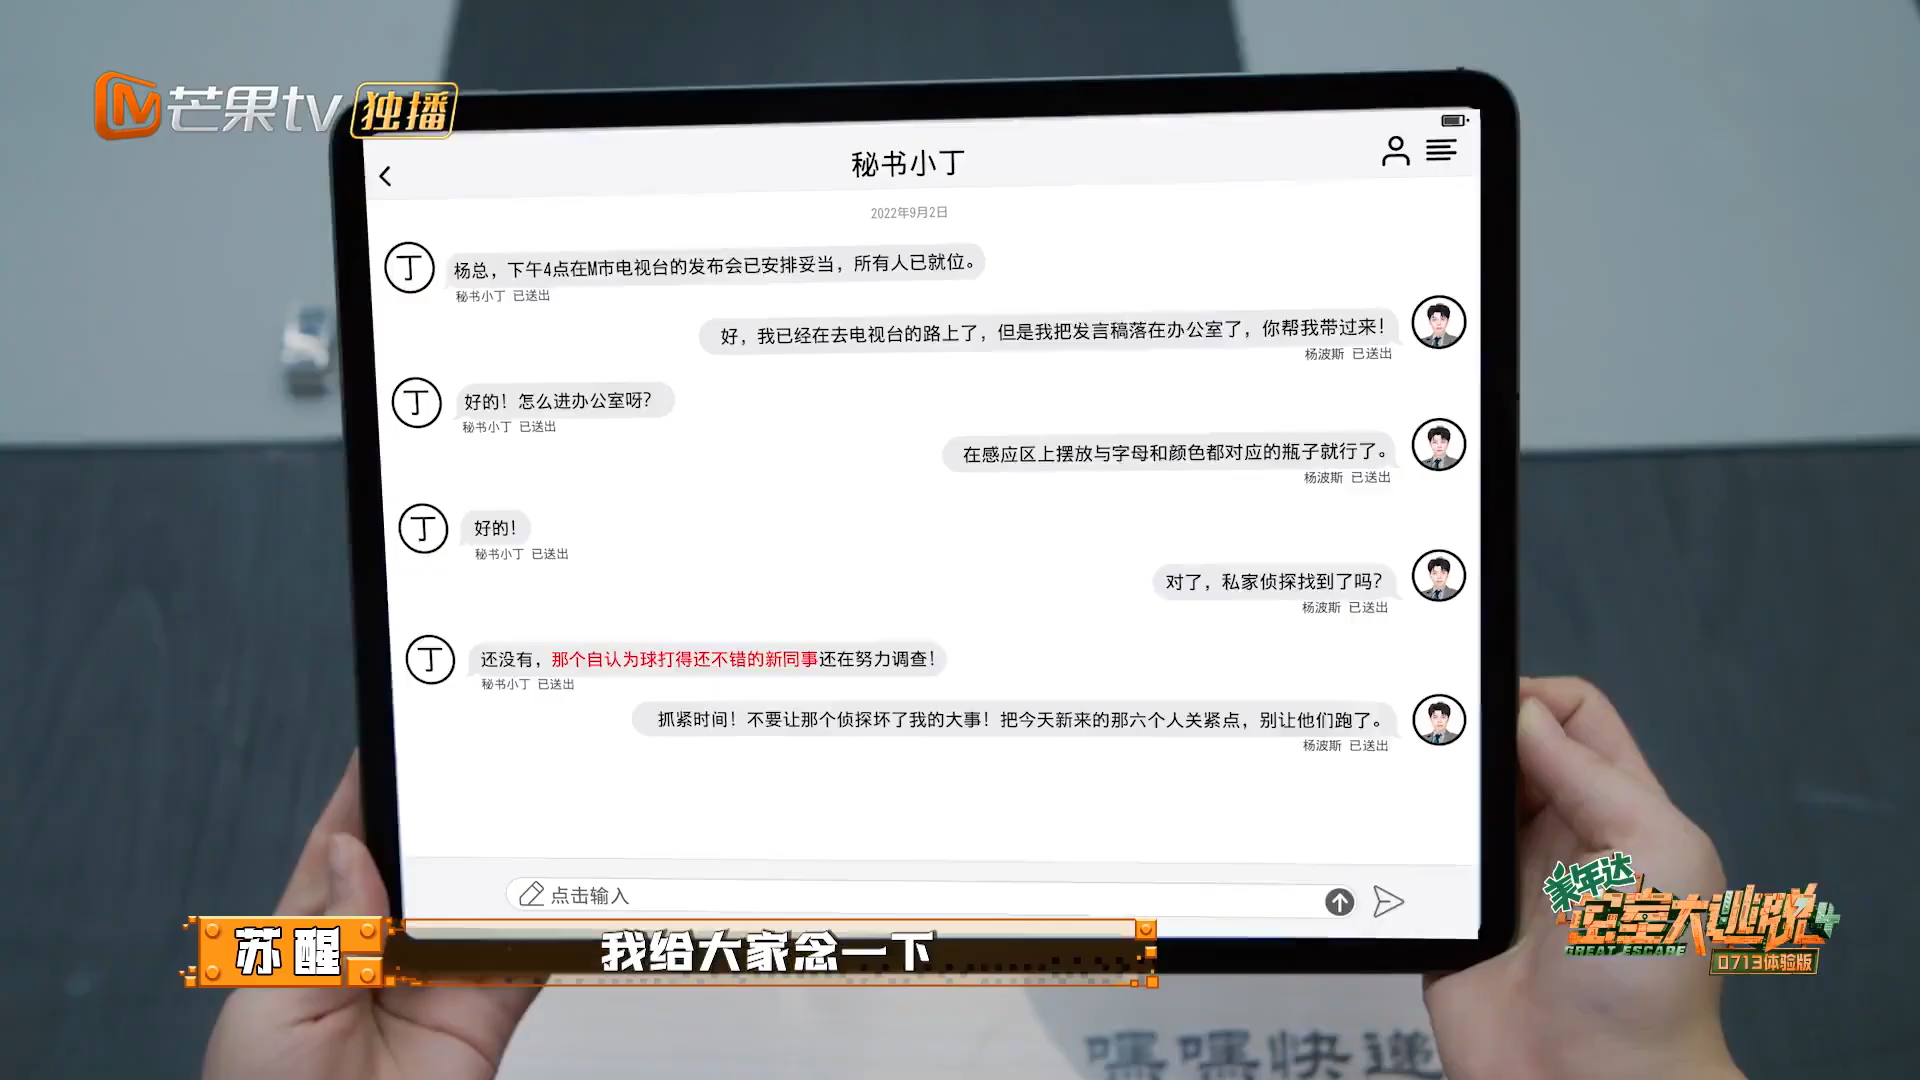 芒果tv 独播
秘书小丁
2022年9月2日
丁
杨总，下午4点在M市电视台的发布会已安排妥当，所有人已就位。
秘书小丁 已送出
好，我已经在去电视台的路上了，但是我把发言稿落在办公室了，你帮我带过来！
杨波斯 已送出
丁
好的！怎么进办公室呀？
秘书小丁 已送出
在感应区上摆放与字母和颜色都对应的瓶子就行了。
杨波斯 已送出
丁
好的！
秘书小丁 已送出
对了，私家侦探找到了吗？
杨波斯 已送出
丁
还没有，那个自认为球打得还不错的新同事还在努力调查！
秘书小丁 已送出
抓紧时间！不要让那个侦探坏了我的大事！把今天新来的那六个人关紧点，别让他们跑了。
杨波斯 已送出
点击输入
苏醒 我给大家念一下
美年达
密室大逃脱4
GREAT ESCAPE
0713体验版
嘿嘿快递